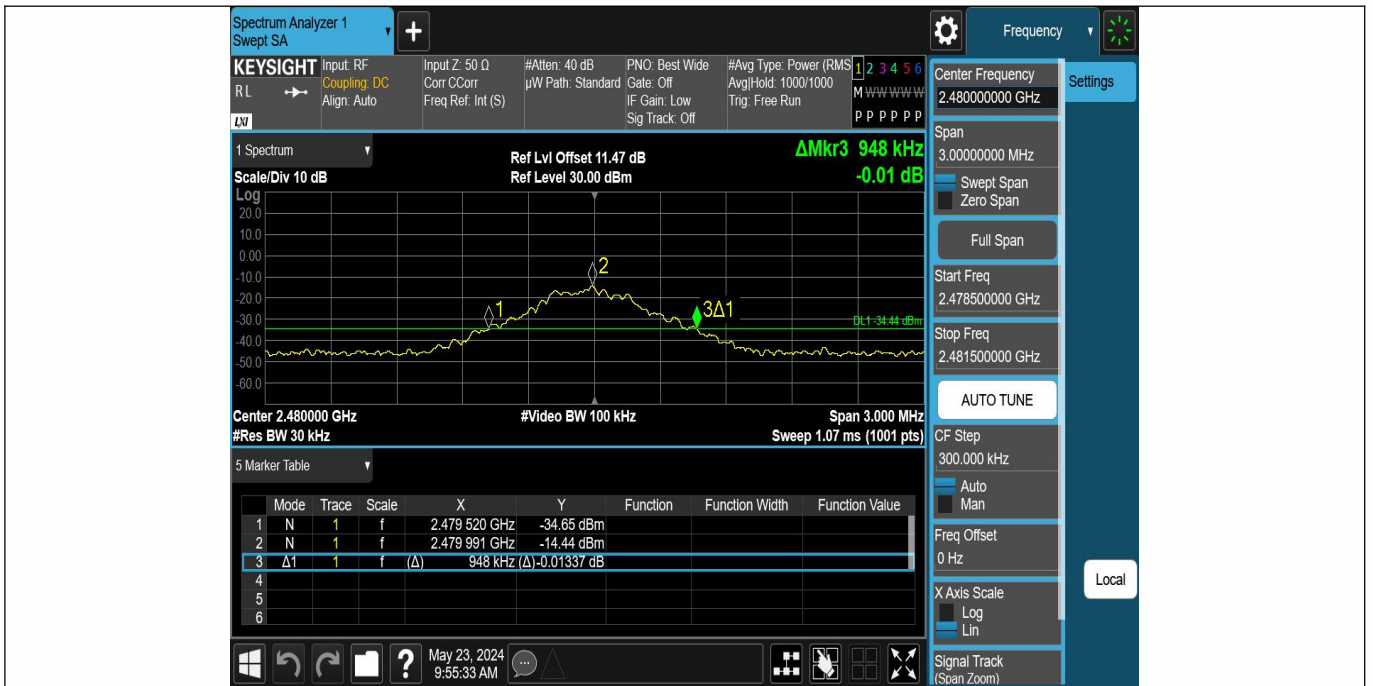 Spectrum Analyzer 1
Swept SA
+
Frequency
KEYSIGHT
RL
LXI
Input: RF
Coupling: DC
Align: Auto
Input Z: 50 Ω
Corr CCorr
Freq Ref: Int (S)
#Atten: 40 dB
µW Path: Standard
PNO: Best Wide
Gate: Off
IF Gain: Low
Sig Track: Off
#Avg Type: Power (RMS
Avg|Hold: 1000/1000
Trig: Free Run
1 2 3 4 5 6
M W W W W W
P P P P P P
1 Spectrum
Scale/Div 10 dB
Ref Lvl Offset 11.47 dB
Ref Level 30.00 dBm
ΔMkr3 948 kHz
-0.01 dB
Log
20.0
10.0
0.00
-10.0
-20.0
-30.0
-40.0
-50.0
-60.0
1
2
3Δ1
DL1 -34.44 dBm
Center 2.480000 GHz
#Video BW 100 kHz
Span 3.000 MHz
#Res BW 30 kHz
Sweep 1.07 ms (1001 pts)
5 Marker Table
Mode Trace Scale X Y Function Function Width Function Value
1 N 1 f 2.479 520 GHz -34.65 dBm
2 N 1 f 2.479 991 GHz -14.44 dBm
3 Δ1 1 f (Δ) 948 kHz (Δ) -0.01337 dB
4
5
6
?
May 23, 2024
9:55:33 AM
Center Frequency
2.480000000 GHz
Span
3.00000000 MHz
Swept Span
Zero Span
Full Span
Start Freq
2.478500000 GHz
Stop Freq
2.481500000 GHz
AUTO TUNE
CF Step
300.000 kHz
Auto
Man
Freq Offset
0 Hz
X Axis Scale
Log
Lin
Signal Track
(Span Zoom)
Settings
Local